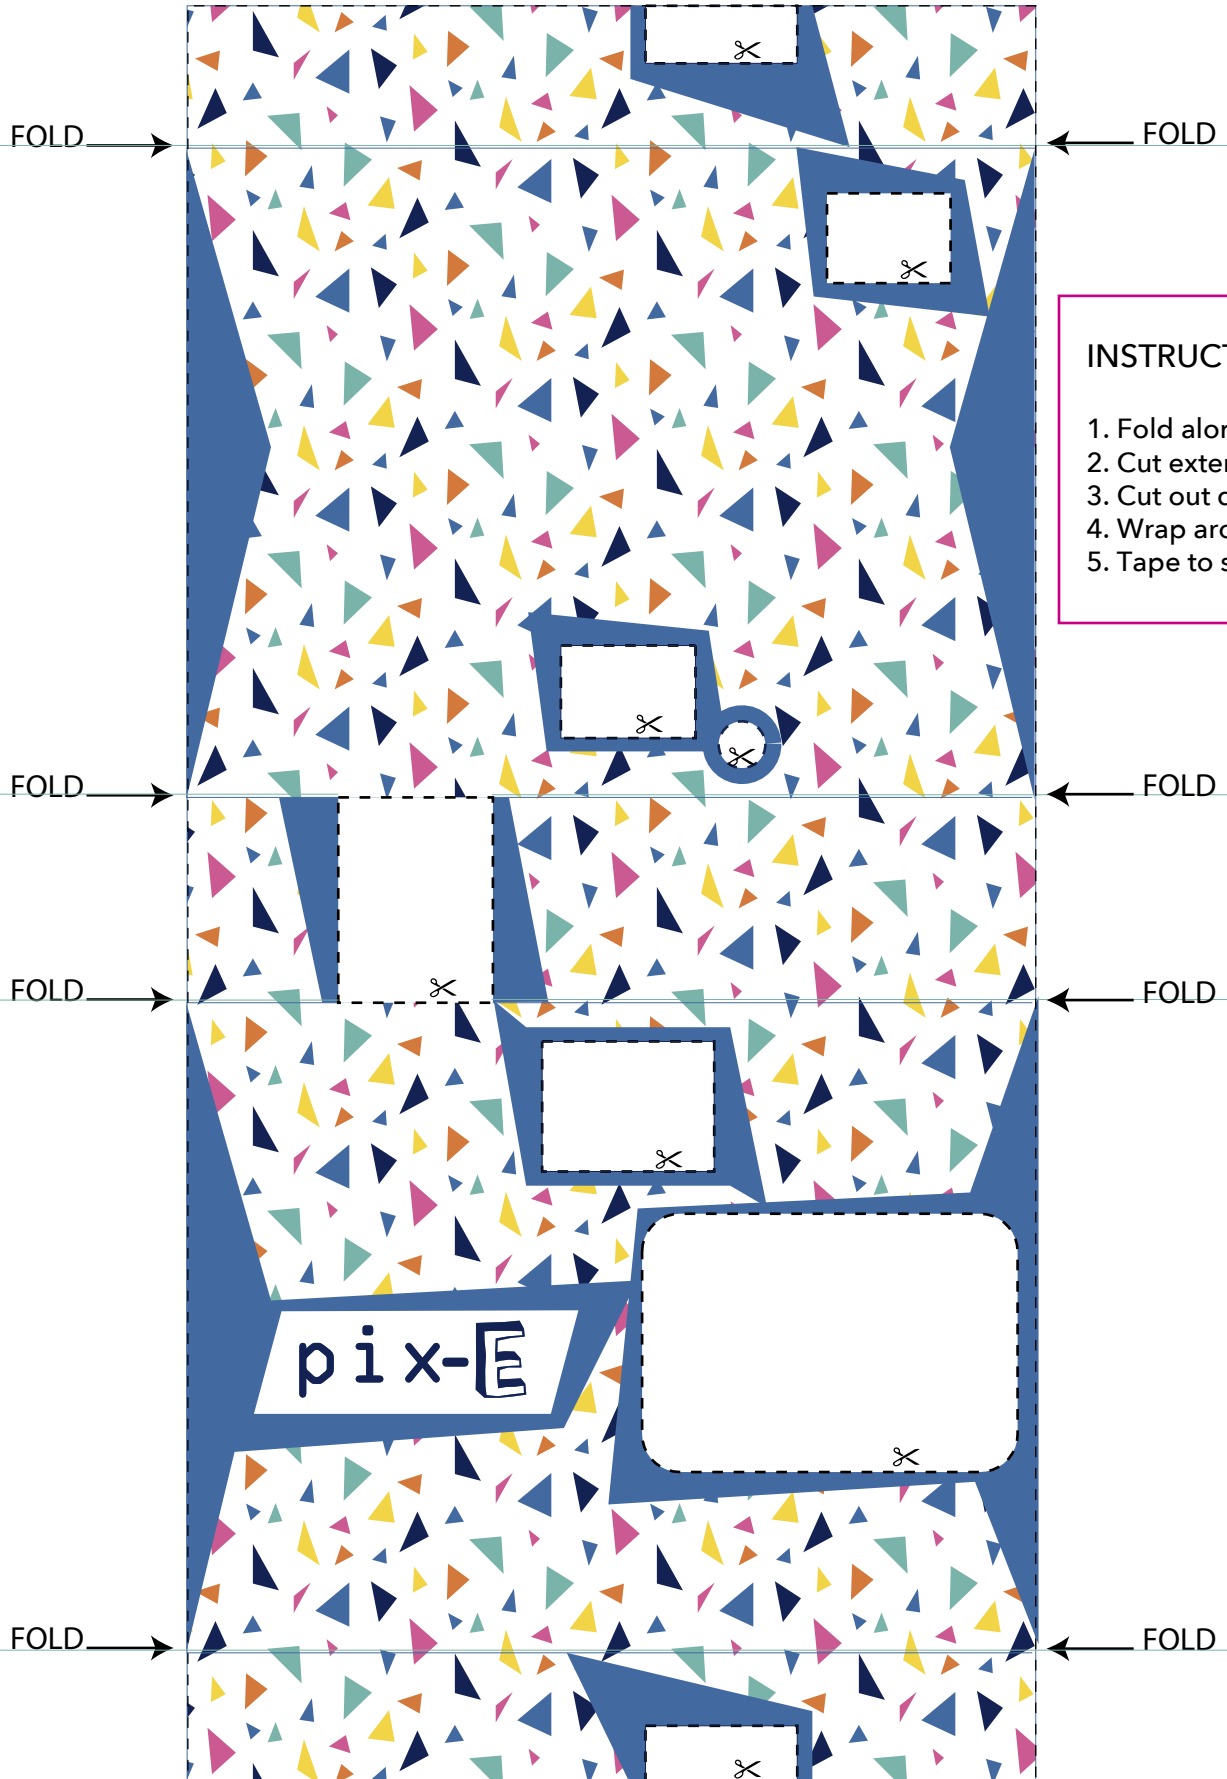 FOLD FOLD
INSTRUCT
1. Fold alon
2. Cut exter
3. Cut out
4. Wrap aro
5. Tape to s
FOLD FOLD
FOLD FOLD
pix-E
FOLD FOLD